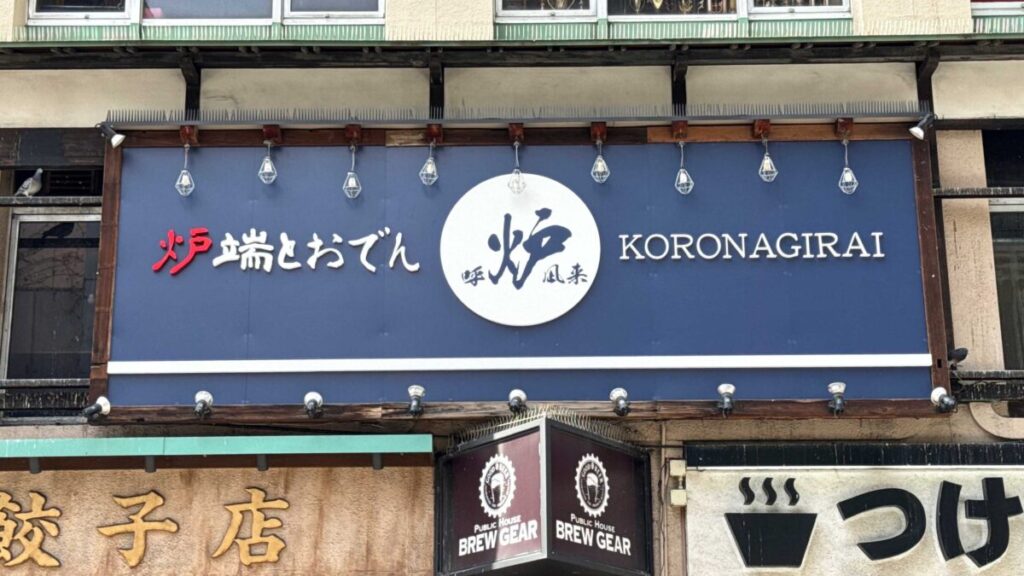 炉端とおでん
呼炉凪来
KORONAGIRAI
餃子店
PUBLIC HOUSE
BREW GEAR
PUBLIC HOUSE
BREW GEAR
つけ